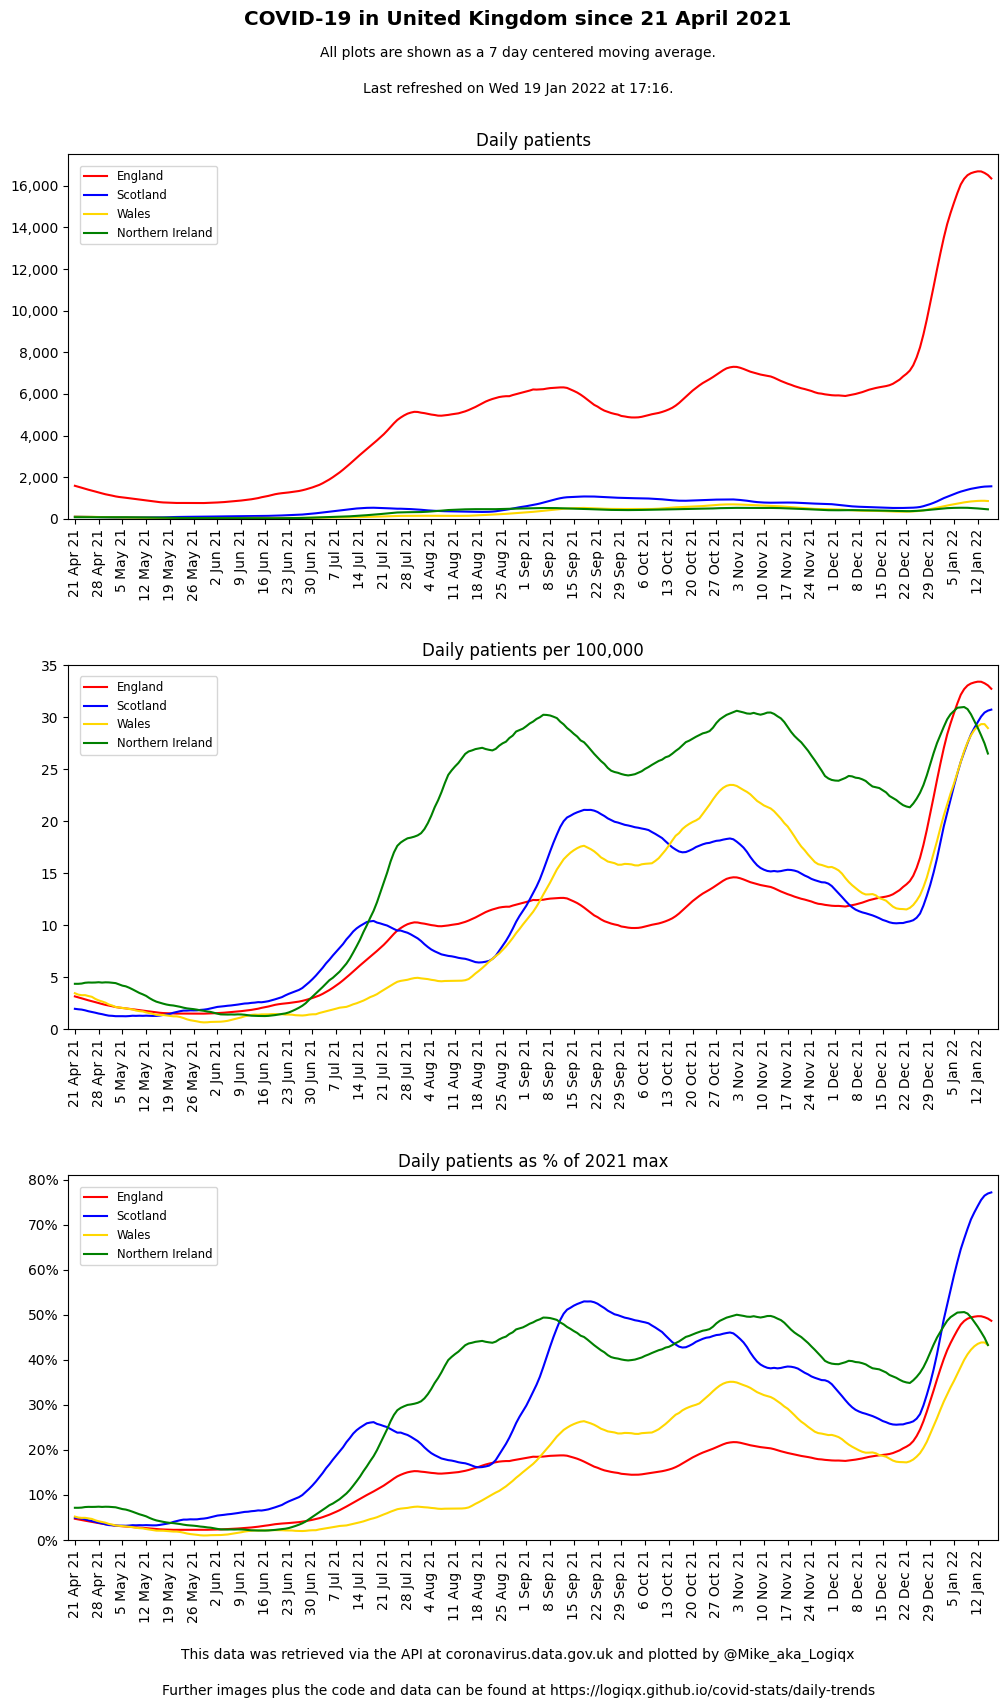 COVID-19 in United Kingdom since 21 April 2021
All plots are shown as a 7 day centered moving average.
Last refreshed on Wed 19 Jan 2022 at 17:16.
Daily patients
16,000
14,000
12,000
10,000
8,000
6,000
4,000
2,000
0
England
Scotland
Wales
Northern Ireland
21 Apr 21
28 Apr 21
5 May 21
12 May 21
19 May 21
26 May 21
2 Jun 21
9 Jun 21
16 Jun 21
23 Jun 21
30 Jun 21
7 Jul 21
14 Jul 21
21 Jul 21
28 Jul 21
4 Aug 21
11 Aug 21
18 Aug 21
25 Aug 21
1 Sep 21
8 Sep 21
15 Sep 21
22 Sep 21
29 Sep 21
6 Oct 21
13 Oct 21
20 Oct 21
27 Oct 21
3 Nov 21
10 Nov 21
17 Nov 21
24 Nov 21
1 Dec 21
8 Dec 21
15 Dec 21
22 Dec 21
29 Dec 21
5 Jan 22
12 Jan 22
Daily patients per 100,000
35
30
25
20
15
10
5
0
England
Scotland
Wales
Northern Ireland
21 Apr 21
28 Apr 21
5 May 21
12 May 21
19 May 21
26 May 21
2 Jun 21
9 Jun 21
16 Jun 21
23 Jun 21
30 Jun 21
7 Jul 21
14 Jul 21
21 Jul 21
28 Jul 21
4 Aug 21
11 Aug 21
18 Aug 21
25 Aug 21
1 Sep 21
8 Sep 21
15 Sep 21
22 Sep 21
29 Sep 21
6 Oct 21
13 Oct 21
20 Oct 21
27 Oct 21
3 Nov 21
10 Nov 21
17 Nov 21
24 Nov 21
1 Dec 21
8 Dec 21
15 Dec 21
22 Dec 21
29 Dec 21
5 Jan 22
12 Jan 22
Daily patients as % of 2021 max
80%
70%
60%
50%
40%
30%
20%
10%
0%
England
Scotland
Wales
Northern Ireland
21 Apr 21
28 Apr 21
5 May 21
12 May 21
19 May 21
26 May 21
2 Jun 21
9 Jun 21
16 Jun 21
23 Jun 21
30 Jun 21
7 Jul 21
14 Jul 21
21 Jul 21
28 Jul 21
4 Aug 21
11 Aug 21
18 Aug 21
25 Aug 21
1 Sep 21
8 Sep 21
15 Sep 21
22 Sep 21
29 Sep 21
6 Oct 21
13 Oct 21
20 Oct 21
27 Oct 21
3 Nov 21
10 Nov 21
17 Nov 21
24 Nov 21
1 Dec 21
8 Dec 21
15 Dec 21
22 Dec 21
29 Dec 21
5 Jan 22
12 Jan 22
This data was retrieved via the API at coronavirus.data.gov.uk and plotted by @Mike_aka_Logiqx
Further images plus the code and data can be found at https://logiqx.github.io/covid-stats/daily-trends